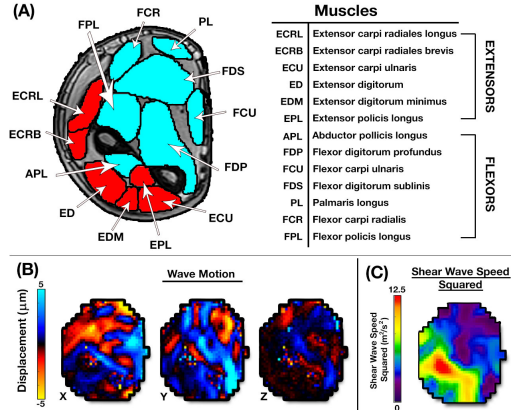 (A)
FCR
PL
FPL
FDS
ECRL
FCU
ECRB
FDP
APL
ED
ECU
EDM
EPL
Muscles
ECRL Extensor carpi radiales longus
ECRB Extensor carpi radiales brevis
ECU Extensor carpi ulnaris
ED Extensor digitorum
EDM Extensor digitorum minimus
EPL Extensor policis longus
APL Abductor pollicis longus
FDP Flexor digitorum profundus
FCU Flexor carpi ulnaris
FDS Flexor digitorum sublinis
PL Palmaris longus
FCR Flexor carpi radialis
FPL Flexor policis longus
EXTENSORS
FLEXORS
(B)
Wave Motion
5
Displacement (μm)
-5
X
Y
Z
(C)
Shear Wave Speed
Squared
12.5
Shear Wave Speed
Squared (m²/s²)
0